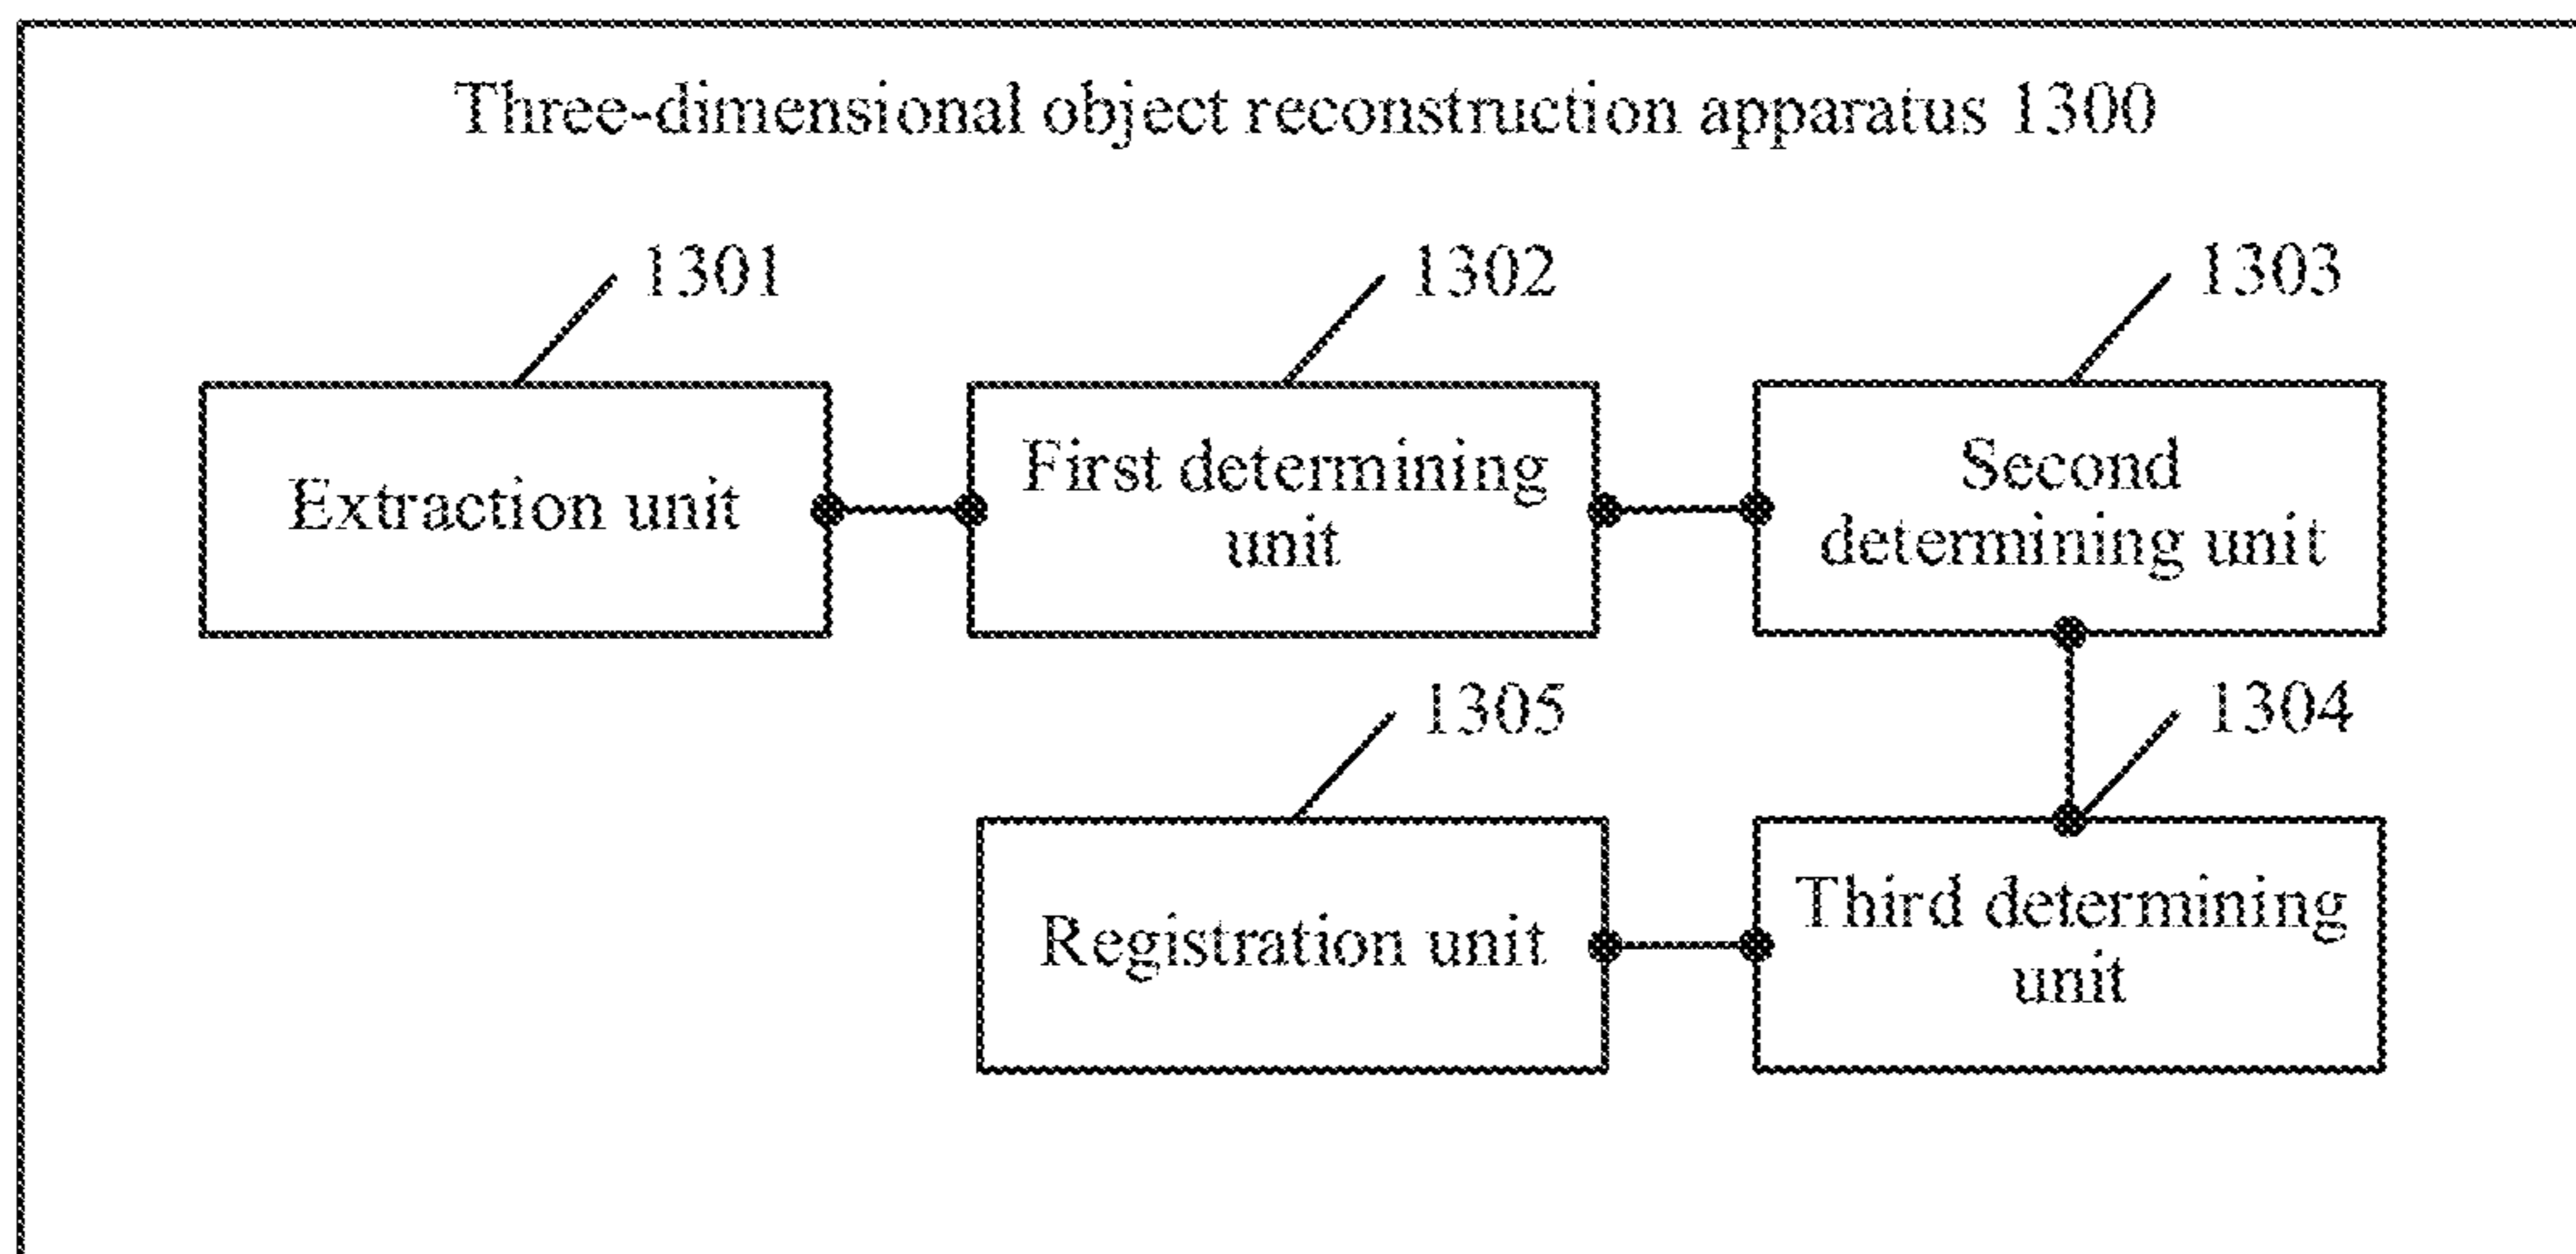 Three-dimensional object reconstruction apparatus 1300
1301
1302
1303
Extraction unit
First determining
unit
Second
determining unit
1305
1304
Registration unit
Third determining
unit